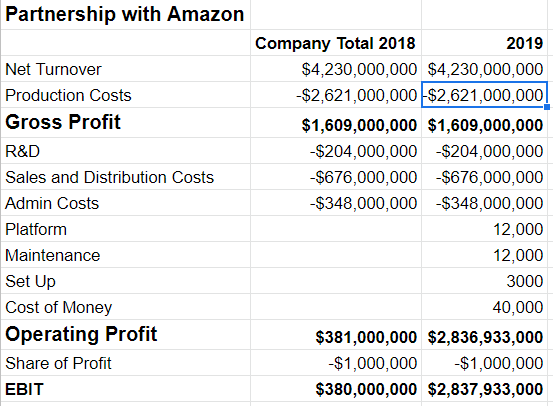 Partnership with Amazon
Company Total 2018 2019
Net Turnover $4,230,000,000 $4,230,000,000
Production Costs -$2,621,000,000 -$2,621,000,000
Gross Profit $1,609,000,000 $1,609,000,000
R&D -$204,000,000 -$204,000,000
Sales and Distribution Costs -$676,000,000 -$676,000,000
Admin Costs -$348,000,000 -$348,000,000
Platform 12,000
Maintenance 12,000
Set Up 3000
Cost of Money 40,000
Operating Profit $381,000,000 $2,836,933,000
Share of Profit -$1,000,000 -$1,000,000
EBIT $380,000,000 $2,837,933,000